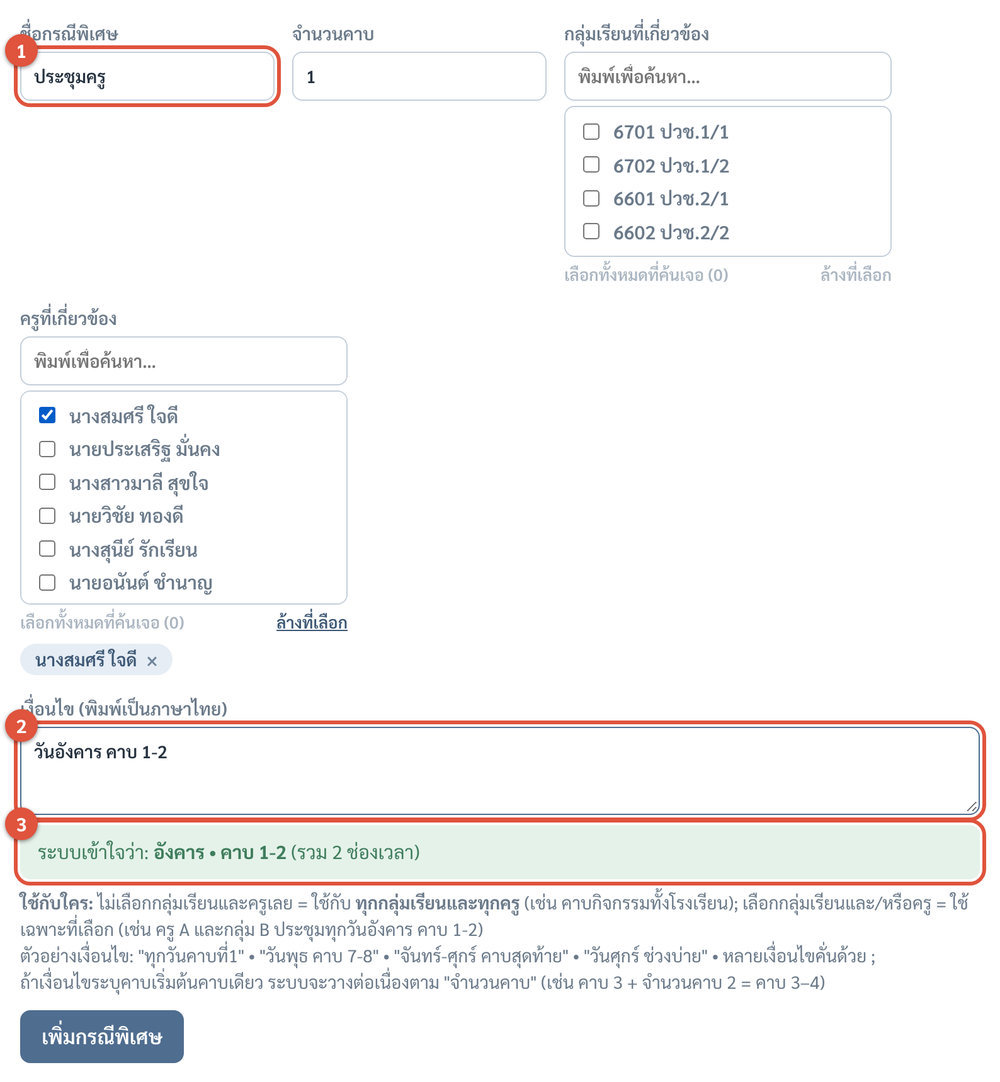 ชื่อกรณีพิเศษ
จำนวนคาบ
กลุ่มเรียนที่เกี่ยวข้อง
1
ประชุมครู
1
พิมพ์เพื่อค้นหา...
6701 ปวช.1/1
6702 ปวช.1/2
6601 ปวช.2/1
6602 ปวช.2/2
เลือกทั้งหมดที่ค้นเจอ (0)
ล้างที่เลือก
ครูที่เกี่ยวข้อง
พิมพ์เพื่อค้นหา...
นางสมศรี ใจดี
นายประเสริฐ มั่นคง
นางสาวมาลี สุขใจ
นายวิชัย ทองดี
นางสุนีย์ รักเรียน
นายอนันต์ ชำนาญ
เลือกทั้งหมดที่ค้นเจอ (0)
ล้างที่เลือก
นางสมศรี ใจดี ×
เงื่อนไข (พิมพ์เป็นภาษาไทย)
2
วันอังคาร คาบ 1-2
3
ระบบเข้าใจว่า: อังคาร • คาบ 1-2 (รวม 2 ช่องเวลา)
ใช้กับใคร: ไม่เลือกกลุ่มเรียนและครูเลย = ใช้กับ ทุกกลุ่มเรียนและทุกครู (เช่น คาบกิจกรรมทั้งโรงเรียน); เลือกกลุ่มเรียนและ/หรือครู = ใช้
เฉพาะที่เลือก (เช่น ครู A และกลุ่ม B ประชุมทุกวันอังคาร คาบ 1-2)
ตัวอย่างเงื่อนไข: "ทุกวันคาบที่1" • "วันพุธ คาบ 7-8" • "จันทร์-ศุกร์ คาบสุดท้าย" • "วันศุกร์ ช่วงบ่าย" • หลายเงื่อนไขคั่นด้วย ;
ถ้าเงื่อนไขระบุคาบเริ่มต้นคาบเดียว ระบบจะวางต่อเนื่องตาม "จำนวนคาบ" (เช่น คาบ 3 + จำนวนคาบ 2 = คาบ 3–4)
เพิ่มกรณีพิเศษ